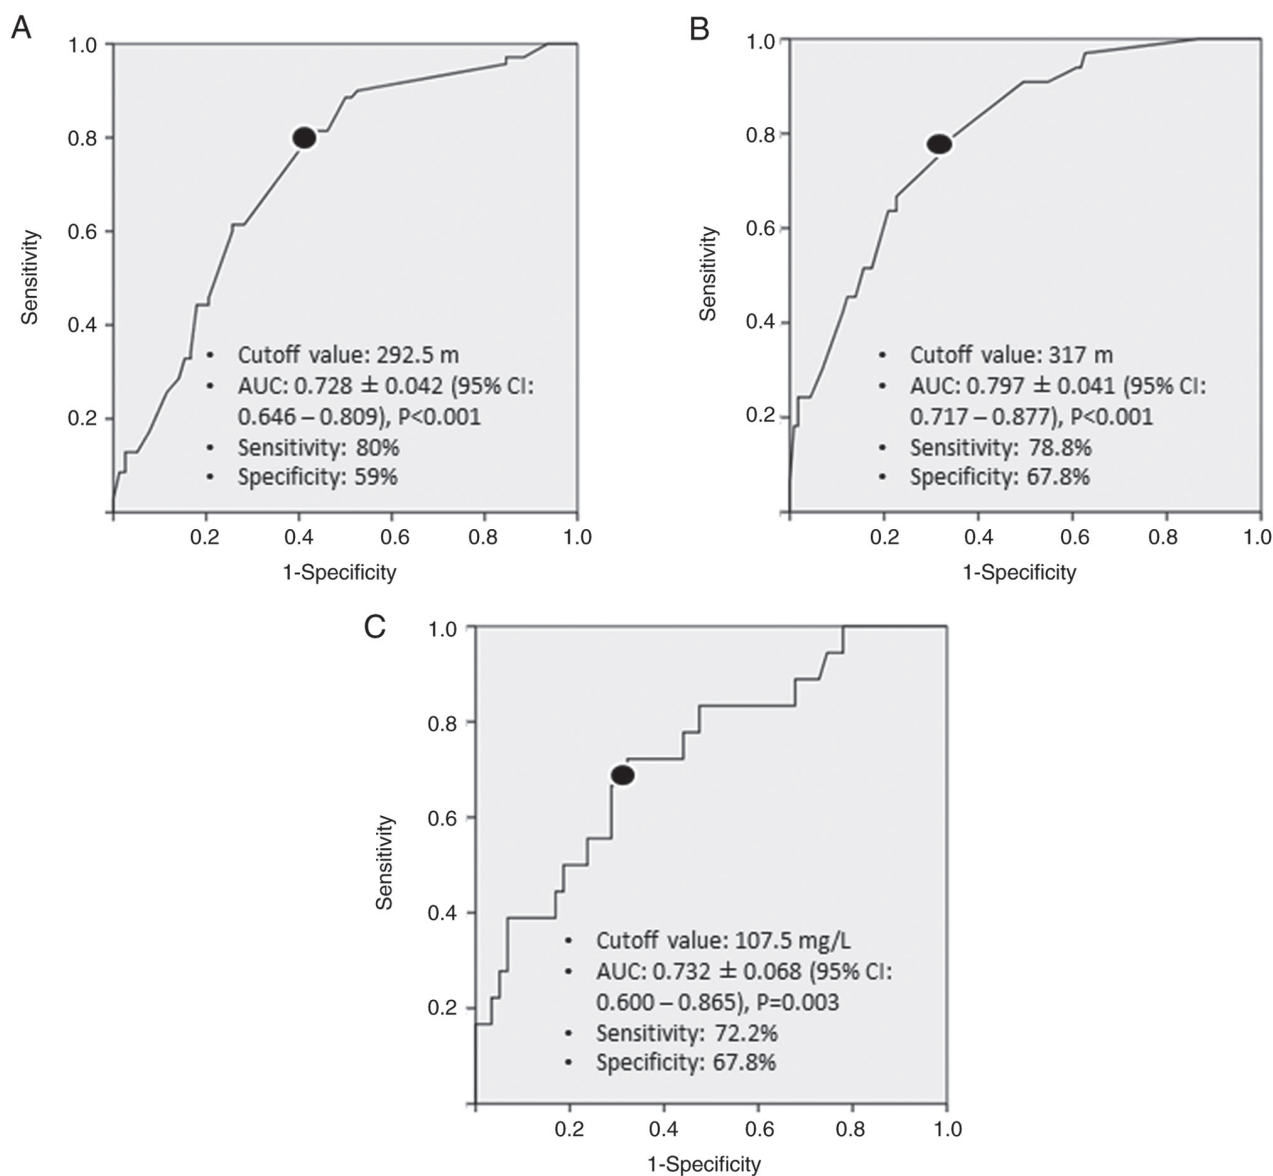 A
1.0
0.8
0.6
0.4
0.2
Sensitivity
• Cutoff value: 292.5 m
• AUC: 0.728 ± 0.042 (95% CI:
0.646 – 0.809), P<0.001
• Sensitivity: 80%
• Specificity: 59%
0.2 0.4 0.6 0.8 1.0
1-Specificity
B
1.0
0.8
0.6
0.4
0.2
Sensitivity
• Cutoff value: 317 m
• AUC: 0.797 ± 0.041 (95% CI:
0.717 – 0.877), P<0.001
• Sensitivity: 78.8%
• Specificity: 67.8%
0.2 0.4 0.6 0.8 1.0
1-Specificity
C
1.0
0.8
0.6
0.4
0.2
Sensitivity
• Cutoff value: 107.5 mg/L
• AUC: 0.732 ± 0.068 (95% CI:
0.600 – 0.865), P=0.003
• Sensitivity: 72.2%
• Specificity: 67.8%
0.2 0.4 0.6 0.8 1.0
1-Specificity